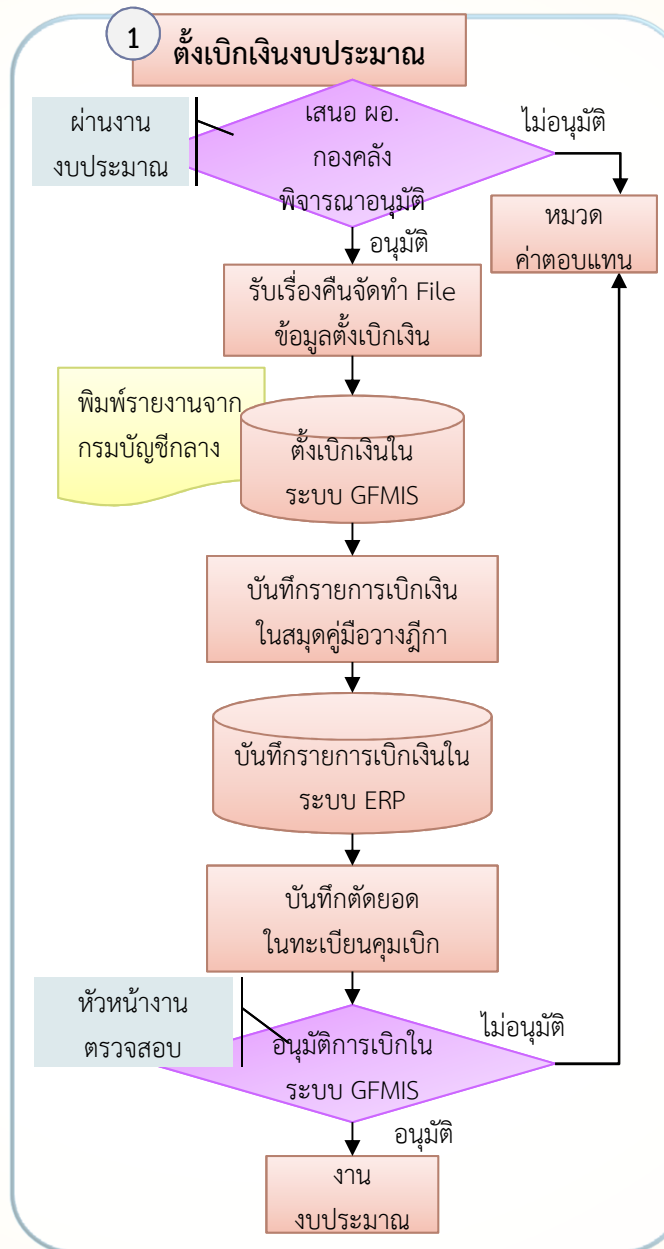 1
ตั้งเบิกเงินงบประมาณ
ผ่านงาน
งบประมาณ
เสนอ ผอ.
กองคลัง
พิจารณาอนุมัติ
ไม่อนุมัติ
หมวด
ค่าตอบแทน
อนุมัติ
รับเรื่องคืนจัดทำ File
ข้อมูลตั้งเบิกเงิน
พิมพ์รายงานจาก
กรมบัญชีกลาง
ตั้งเบิกเงินใน
ระบบ GFMIS
บันทึกรายการเบิกเงิน
ในสมุดคู่มือวางฎีกา
บันทึกรายการเบิกเงินใน
ระบบ ERP
บันทึกตัดยอด
ในทะเบียนคุมเบิก
หัวหน้างาน
ตรวจสอบ
อนุมัติการเบิกใน
ระบบ GFMIS
ไม่อนุมัติ
อนุมัติ
งาน
งบประมาณ